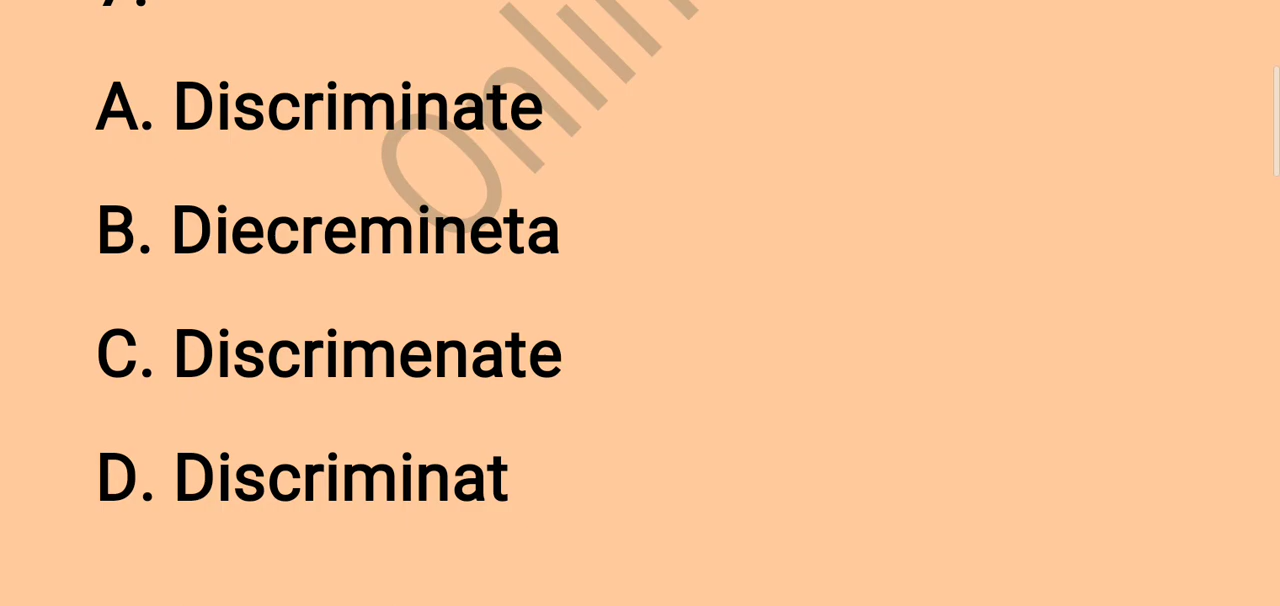 A. Discriminate
B. Diecremineta
C. Discrimenate
D. Discriminat